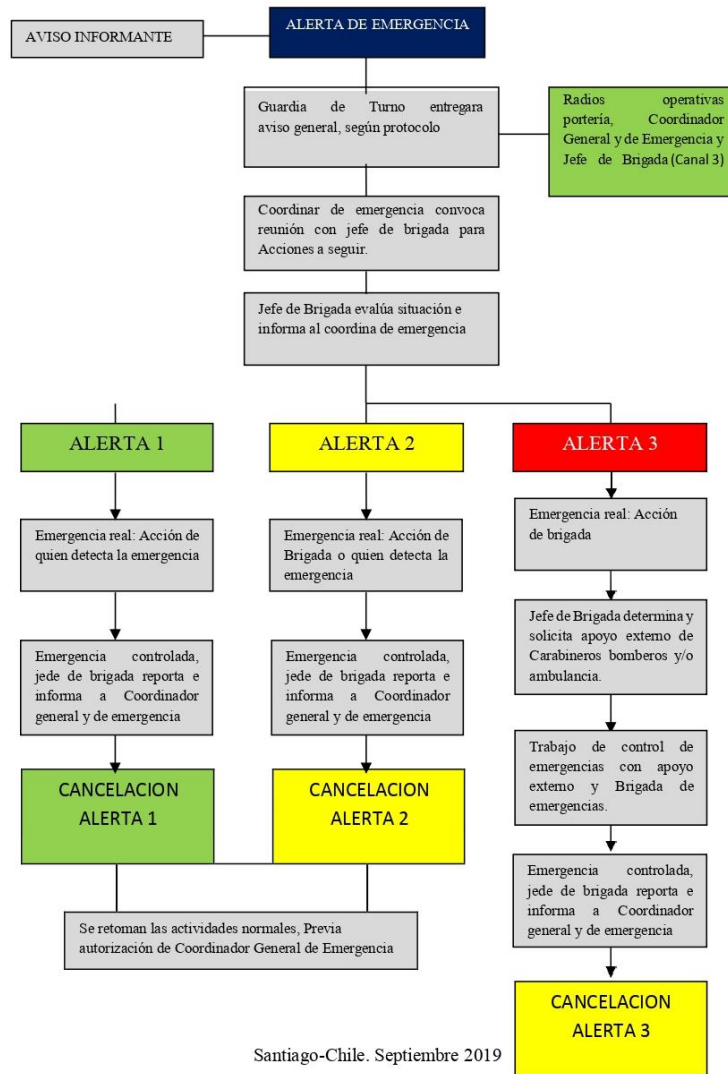 AVISO INFORMANTE
ALERTA DE EMERGENCIA
Guardia de Turno entregara
aviso general, según protocolo
Radios operativas
portería, Coordinador
General y de Emergencia y
Jefe de Brigada (Canal 3)
Coordinar de emergencia convoca
reunión con jefe de brigada para
Acciones a seguir.
Jefe de Brigada evalúa situación e
informa al coordina de emergencia
ALERTA 1
Emergencia real: Acción de
quien detecta la emergencia
Emergencia controlada,
jede de brigada reporta e
informa a Coordinador
general y de emergencia
CANCELACION
ALERTA 1
ALERTA 2
Emergencia real: Acción de
Brigada o quien detecta la
emergencia
Emergencia controlada,
jede de brigada reporta e
informa a Coordinador
general y de emergencia
CANCELACION
ALERTA 2
Se retoman las actividades normales, Previa
autorización de Coordinador General de Emergencia
ALERTA 3
Emergencia real: Acción
de brigada
Jefe de Brigada determina y
solicita apoyo externo de
Carabineros bomberos y/o
ambulancia.
Trabajo de control de
emergencias con apoyo
externo y Brigada de
emergencias.
Emergencia controlada,
jede de brigada reporta e
informa a Coordinador
general y de emergencia
CANCELACION
ALERTA 3
Santiago-Chile. Septiembre 2019